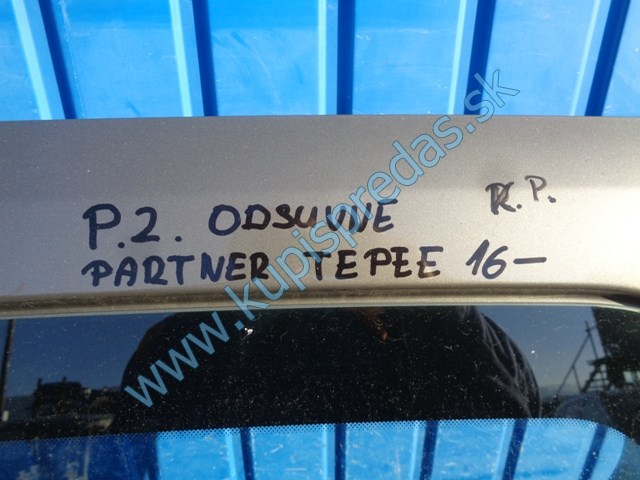 P.2. ODSUVNE R.P.
PARTNER TEPEE 16-
www.kupispredas.sk